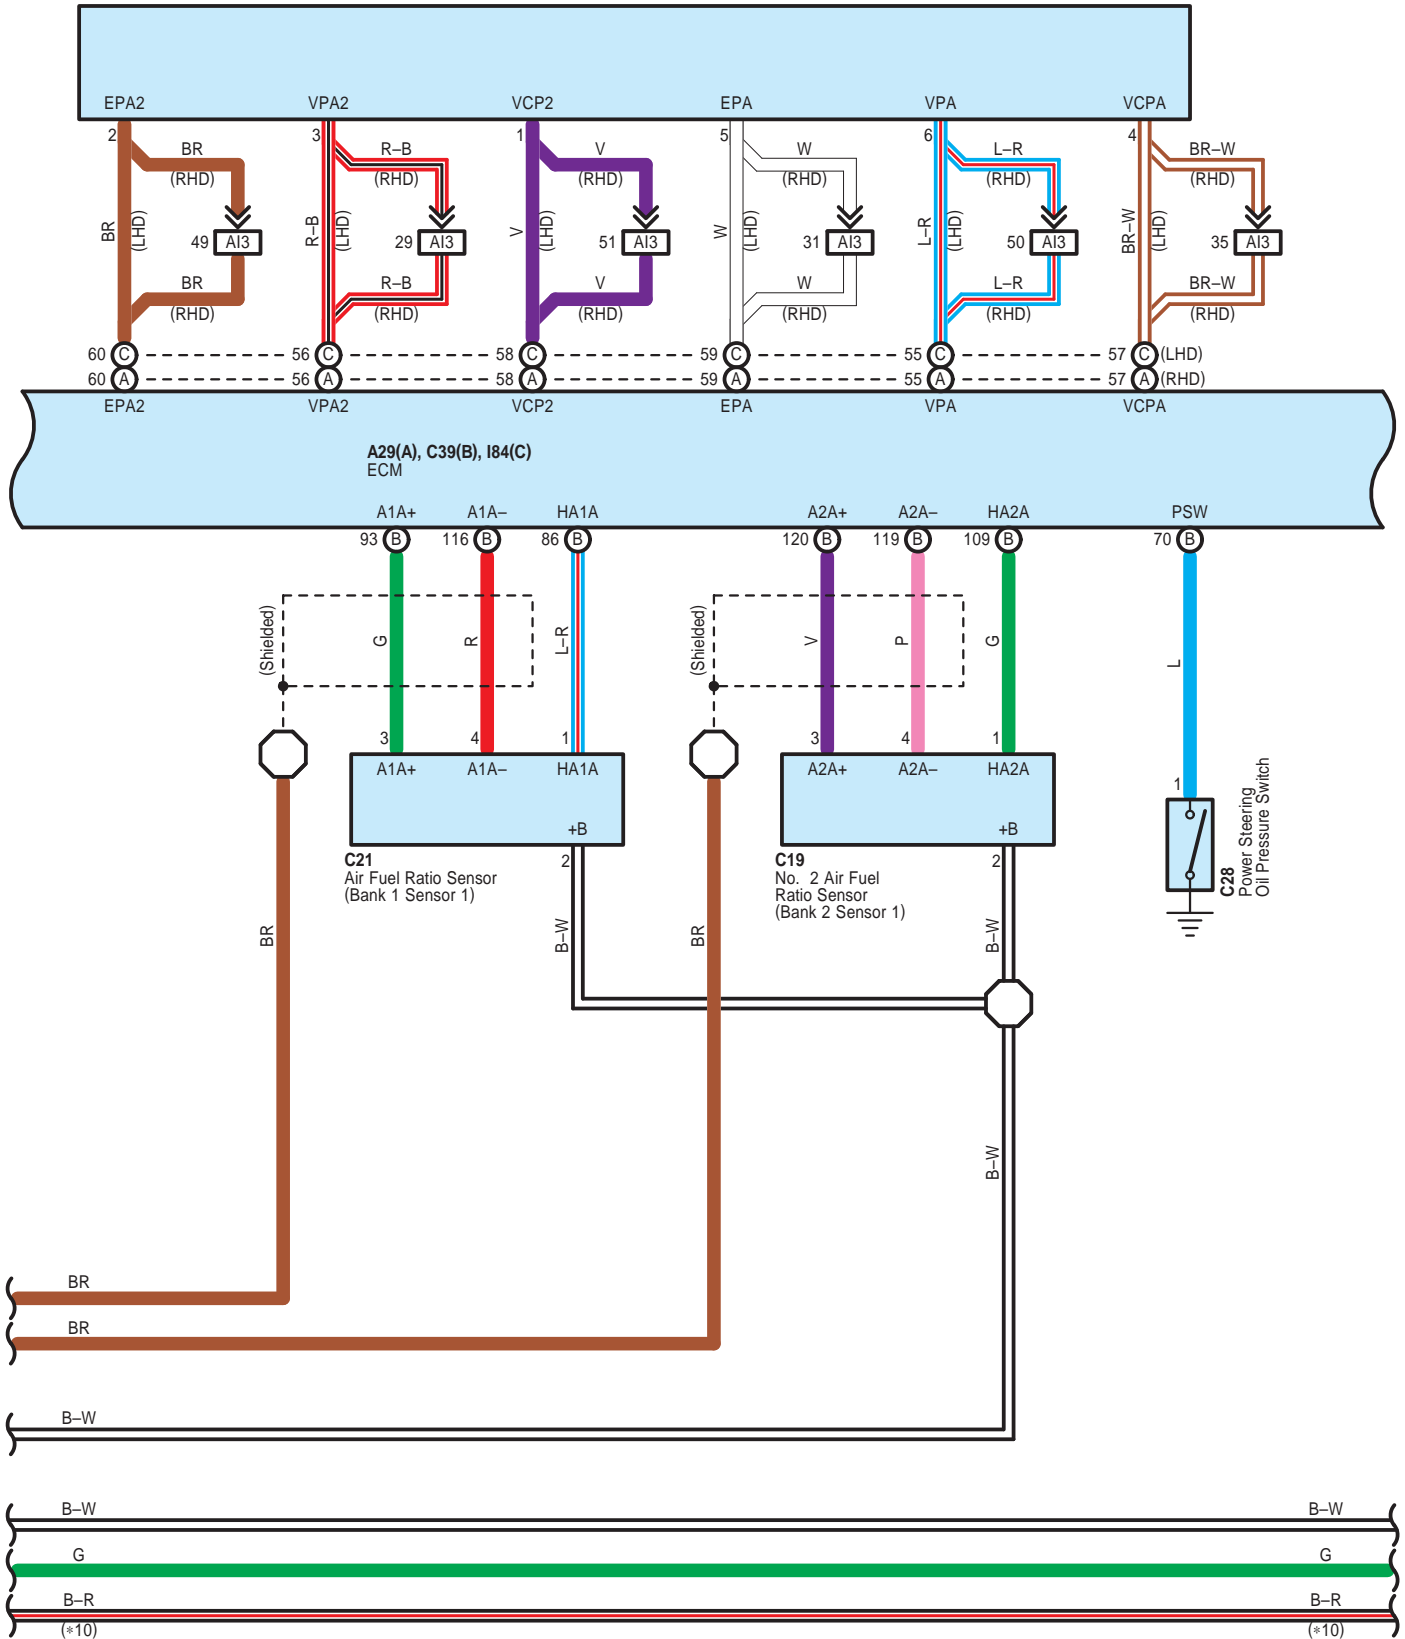 EPA2 VPA2 VCP2 EPA VPA VCPA
2 3 1 5 6 4
BR R–B V W L–R BR–W
(RHD) (RHD) (RHD) (RHD) (RHD) (RHD)
BR (LHD) R–B (LHD) V (LHD) W (LHD) L–R (LHD) BR–W (LHD)
49 AI3 29 AI3 51 AI3 31 AI3 50 AI3 35 AI3
BR R–B V W L–R BR–W
(RHD) (RHD) (RHD) (RHD) (RHD) (RHD)
60 C 56 C 58 C 59 C 55 C 57 C (LHD)
60 A 56 A 58 A 59 A 55 A 57 A (RHD)
EPA2 VPA2 VCP2 EPA VPA VCPA
A29(A), C39(B), I84(C)
ECM
A1A+ A1A– HA1A A2A+ A2A– HA2A PSW
93 B 116 B 86 B 120 B 119 B 109 B 70 B
(Shielded) G R L–R (Shielded) V P G L
3 4 1 3 4 1 1
A1A+ A1A– HA1A A2A+ A2A– HA2A
+B +B
2 2
C21
Air Fuel Ratio Sensor
(Bank 1 Sensor 1)
C19
No. 2 Air Fuel
Ratio Sensor
(Bank 2 Sensor 1)
C28
Power Steering
Oil Pressure Switch
BR B–W BR B–W
B–W
BR
BR
B–W
B–W B–W
G G
B–R B–R
(*10) (*10)